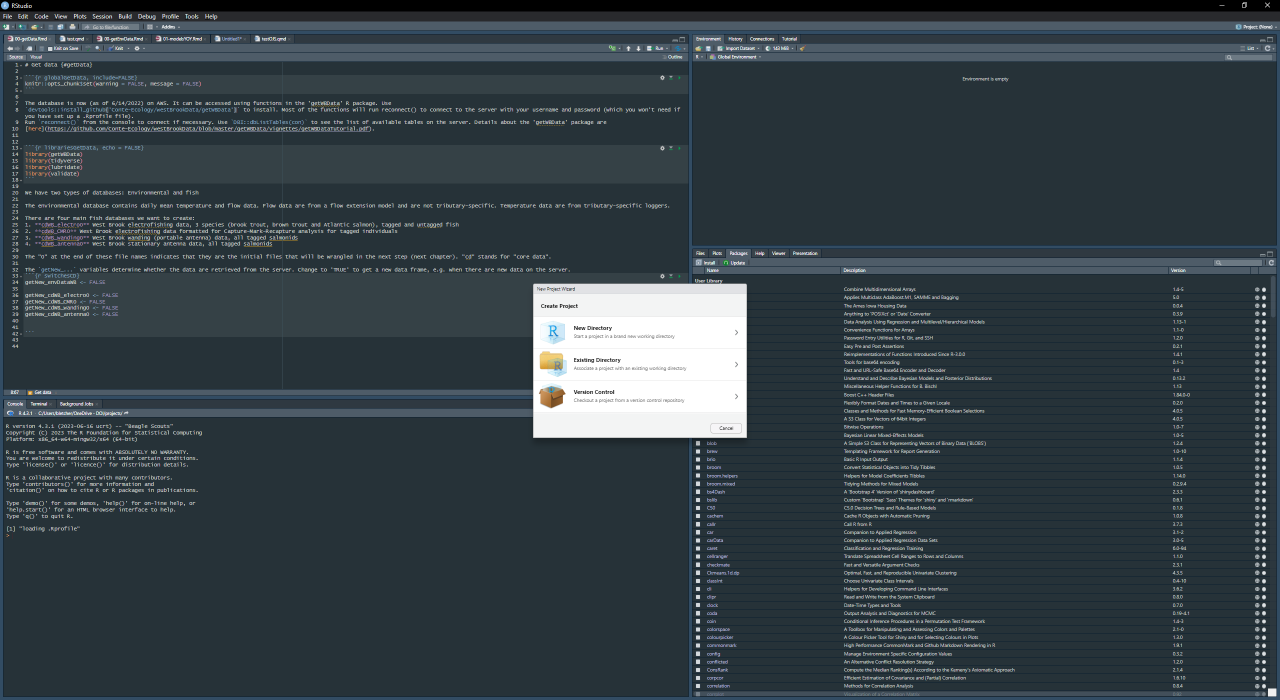 RStudio
File Edit Code View Plots Session Build Debug Profile Tools Help
Go to file/function
Addins
Project: (None)
00-getData.Rmd
test.qmd
00-getEnvData.Rmd
01-modelsYOY.Rmd
Untitled1*
testOG.qmd
Knit on Save
Knit
Run
Source Visual
Outline
1 # Get data {#getData}
2
3 ```{r globalGetData, include=FALSE}
4 knitr::opts_chunk$set(warning = FALSE, message = FALSE)
5 ```
6
7 The database is now (as of 6/14/2022) on AWS. It can be accessed using functions in the `getWBData` R package. Use
8 `devtools::install_github('Conte-Ecology/westBrookData/getWBData')` to install. Most of the functions will run reconnect() to connect to the server with your username and password (which you won't need if
you have set up a .Rprofile file).
9 Run `reconnect()` from the console to connect if necessary. Use `DBI::dbListTables(con)` to see the list of available tables on the server. Details about the `getWBData` package are
10 [here](https://github.com/Conte-Ecology/westBrookData/blob/master/getWBData/vignettes/getWBDataTutorial.pdf).
11
12
13 ```{r librariesGetData, echo = FALSE}
14 library(getWBData)
15 library(tidyverse)
16 library(lubridate)
17 library(validate)
18 ```
19
20 We have two types of databases: Environmental and fish
21
22 The environmental database contains daily mean temperature and flow data. Flow data are from a flow extension model and are not tributary-specific. Temperature data are from tributary-specific loggers.
23
24 There are four main fish databases we want to create:
25 1. **cdWB_electro0** West Brook electrofishing data, 3 species (brook trout, brown trout and Atlantic salmon), tagged and untagged fish
26 2. **cdWB_CMR0** West Brook electrofishing data formatted for Capture-Mark-Recapture analysis for tagged individuals
27 3. **cdWB_wanding0** West Brook wanding (portable antenna) data, all tagged salmonids
28 4. **cdWB_antenna0** West Brook stationary antenna data, all tagged salmonids
29
30 The "0" at the end of these file names indicates that they are the initial files that will be wrangled in the next step (next chapter). "cd" stands for "core data".
31
32 The `getNew_...` variables determine whether the data are retrieved from the server. Change to 'TRUE' to get a new data frame, e.g. when there are new data on the server.
33 ```{r switchesCD}
34 getNew_envDataWB <- FALSE
35
36 getNew_cdWB_electro0 <- FALSE
37 getNew_cdWB_CMR0 <- FALSE
38 getNew_cdWB_wanding0 <- FALSE
39 getNew_cdWB_antenna0 <- FALSE
40
41
42 ```
43
44
Get data
Console Terminal Background Jobs
R 4.3.1 · C:/Users/bletcher/OneDrive - DOI/projects/
R version 4.3.1 (2023-06-16 ucrt) -- "Beagle Scouts"
Copyright (C) 2023 The R Foundation for Statistical Computing
Platform: x86_64-w64-mingw32/x64 (64-bit)
R is free software and comes with ABSOLUTELY NO WARRANTY.
You are welcome to redistribute it under certain conditions.
Type 'license()' or 'licence()' for distribution details.
R is a collaborative project with many contributors.
Type 'contributors()' for more information and
'citation()' on how to cite R or R packages in publications.
Type 'demo()' for some demos, 'help()' for on-line help, or
'help.start()' for an HTML browser interface to help.
Type 'q()' to quit R.
[1] "loading .Rprofile"
>
New Project Wizard
Create Project
New Directory
Start a project in a brand new working directory
Existing Directory
Associate a project with an existing working directory
Version Control
Checkout a project from a version control repository
Cancel
Environment History Connections Tutorial
Import Dataset 143 MiB List
R Global Environment
Environment is empty
Files Plots Packages Help Viewer Presentation
Install Update
Name Description Version
User Library
Combine Multidimensional Arrays 1.4-5
Applies Multiclass AdaBoost.M1, SAMME and Bagging 5.0
The Ames Iowa Housing Data 0.0.4
Anything to 'POSIXct' or 'Date' Converter 0.3.9
Data Analysis Using Regression and Multilevel/Hierarchical Models 1.13-1
Convenience Functions for Arrays 1.1-0
Password Entry Utilities for R, Git, and SSH 1.2.0
Easy Pre and Post Assertions 0.2.1
Reimplementations of Functions Introduced Since R-3.0.0 1.4.1
Tools for base64 encoding 0.1-3
Fast and URL-Safe Base64 Encoder and Decoder 1.4
Understand and Describe Bayesian Models and Posterior Distributions 0.13.2
Miscellaneous Helper Functions for B. Bischl 1.13
Boost C++ Header Files 1.84.0-0
Flexibly Format Dates and Times to a Given Locale 0.2.0
Classes and Methods for Fast Memory-Efficient Boolean Selections 4.0.5
A S3 Class for Vectors of 64bit Integers 4.0.5
Bitwise Operations 1.0-7
Bayesian Linear Mixed-Effects Models 1.0-5
blob A Simple S3 Class for Representing Vectors of Binary Data ('BLOBS') 1.2.4
brew Templating Framework for Report Generation 1.0-10
brio Basic R Input Output 1.1.4
broom Convert Statistical Objects into Tidy Tibbles 1.0.5
broom.helpers Helpers for Model Coefficients Tibbles 1.14.0
broom.mixed Tidying Methods for Mixed Models 0.2.9.4
bs4Dash A 'Bootstrap 4' Version of 'shinydashboard' 2.3.3
bslib Custom 'Bootstrap' 'Sass' Themes for 'shiny' and 'rmarkdown' 0.6.1
C50 C5.0 Decision Trees and Rule-Based Models 0.1.8
cachem Cache R Objects with Automatic Pruning 1.0.8
callr Call R from R 3.7.3
car Companion to Applied Regression 3.1-2
carData Companion to Applied Regression Data Sets 3.0-5
caret Classification and Regression Training 6.0-94
cellranger Translate Spreadsheet Cell Ranges to Rows and Columns 1.1.0
checkmate Fast and Versatile Argument Checks 2.3.1
Ckmeans.1d.dp Optimal, Fast, and Reproducible Univariate Clustering 4.3.5
classInt Choose Univariate Class Intervals 0.4-10
cli Helpers for Developing Command Line Interfaces 3.6.2
clipr Read and Write from the System Clipboard 0.8.0
clock Date-Time Types and Tools 0.7.0
coda Output Analysis and Diagnostics for MCMC 0.19-4.1
coin Conditional Inference Procedures in a Permutation Test Framework 1.4-3
colorspace A Toolbox for Manipulating and Assessing Colors and Palettes 2.1-0
colourpicker A Colour Picker Tool for Shiny and for Selecting Colours in Plots 1.3.0
commonmark High Performance CommonMark and Github Markdown Rendering in R 1.9.1
config Manage Environment Specific Configuration Values 0.3.2
conflicted An Alternative Conflict Resolution Strategy 1.2.0
ConsRank Compute the Median Ranking(s) According to the Kemeny's Axiomatic Approach 2.1.4
corpcor Efficient Estimation of Covariance and (Partial) Correlation 1.6.10
correlation Methods for Correlation Analysis 0.8.4